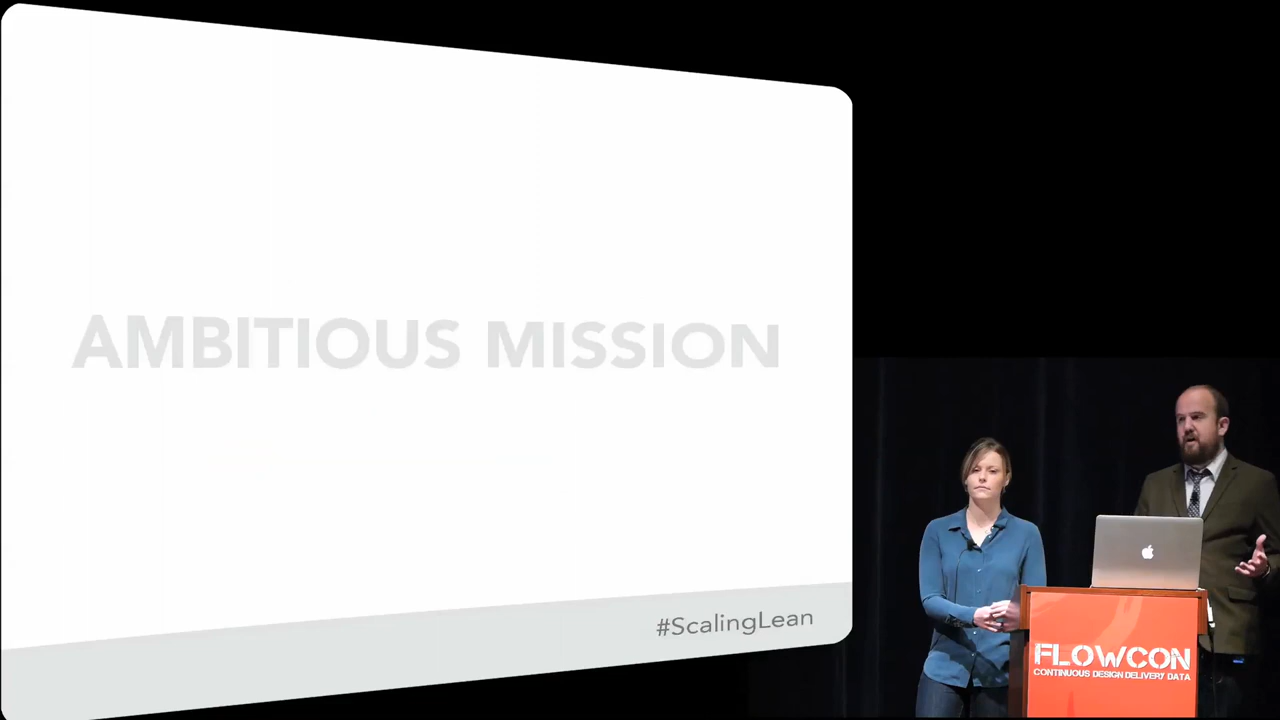 AMBITIOUS MISSION
#ScalingLean
FLOWCON
CONTINUOUS DESIGN DELIVERY DATA